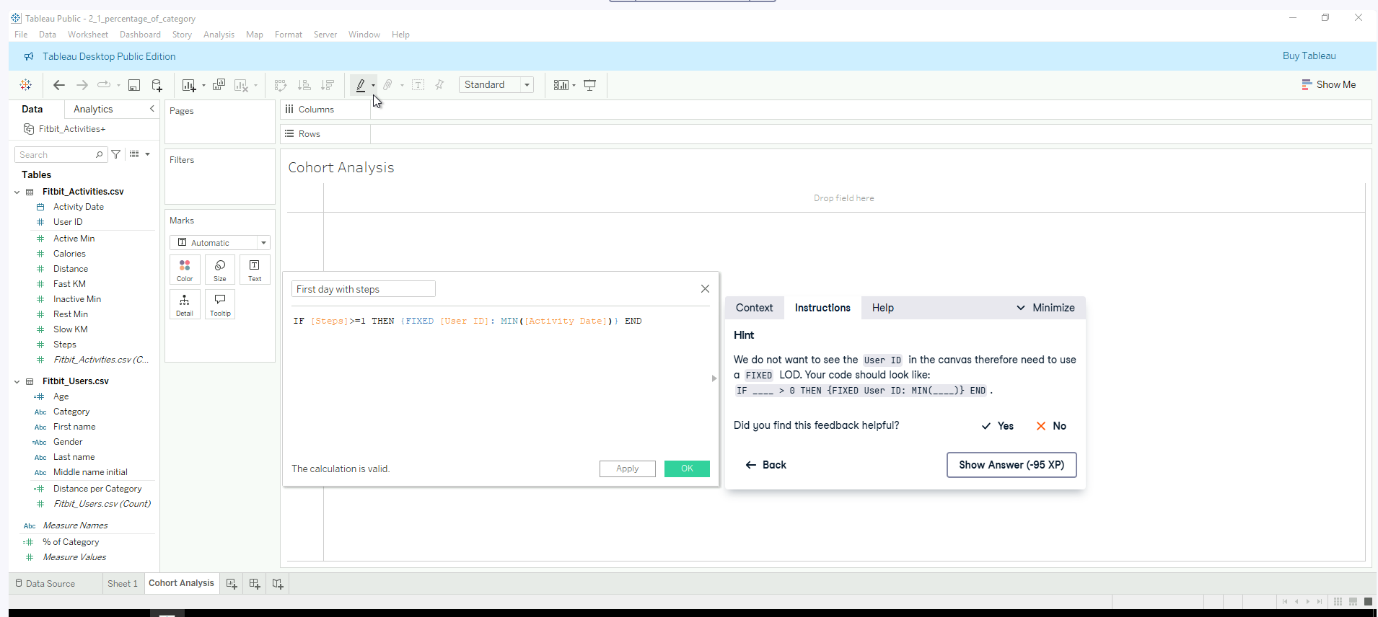 Tableau Public - 2_1_percentage_of_category
File Data Worksheet Dashboard Story Analysis Map Format Server Window Help
Tableau Desktop Public Edition
Buy Tableau
Standard
Show Me
Data Analytics
Fitbit_Activities+
Search
Tables
Fitbit_Activities.csv
Activity Date
User ID
Active Min
Calories
Distance
Fast KM
Inactive Min
Rest Min
Slow KM
Steps
Fitbit_Activities.csv (C...
Fitbit_Users.csv
Age
Abc Category
Abc First name
Abc Gender
Abc Last name
Abc Middle name initial
Distance per Category
Fitbit_Users.csv (Count)
Abc Measure Names
% of Category
Measure Values
Pages
Filters
Marks
Automatic
Color Size Text
Detail Tooltip
Columns
Rows
Cohort Analysis
Drop field here
First day with steps
IF [Steps]>=1 THEN {FIXED [User ID]: MIN([Activity Date])} END
The calculation is valid.
Apply OK
Context Instructions Help Minimize
HInt
We do not want to see the User ID in the canvas therefore need to use
a FIXED LOD. Your code should look like:
IF ____ > 0 THEN {FIXED User ID: MIN(____)} END .
Did you find this feedback helpful? Yes No
Back Show Answer (-95 XP)
Data Source Sheet 1 Cohort Analysis